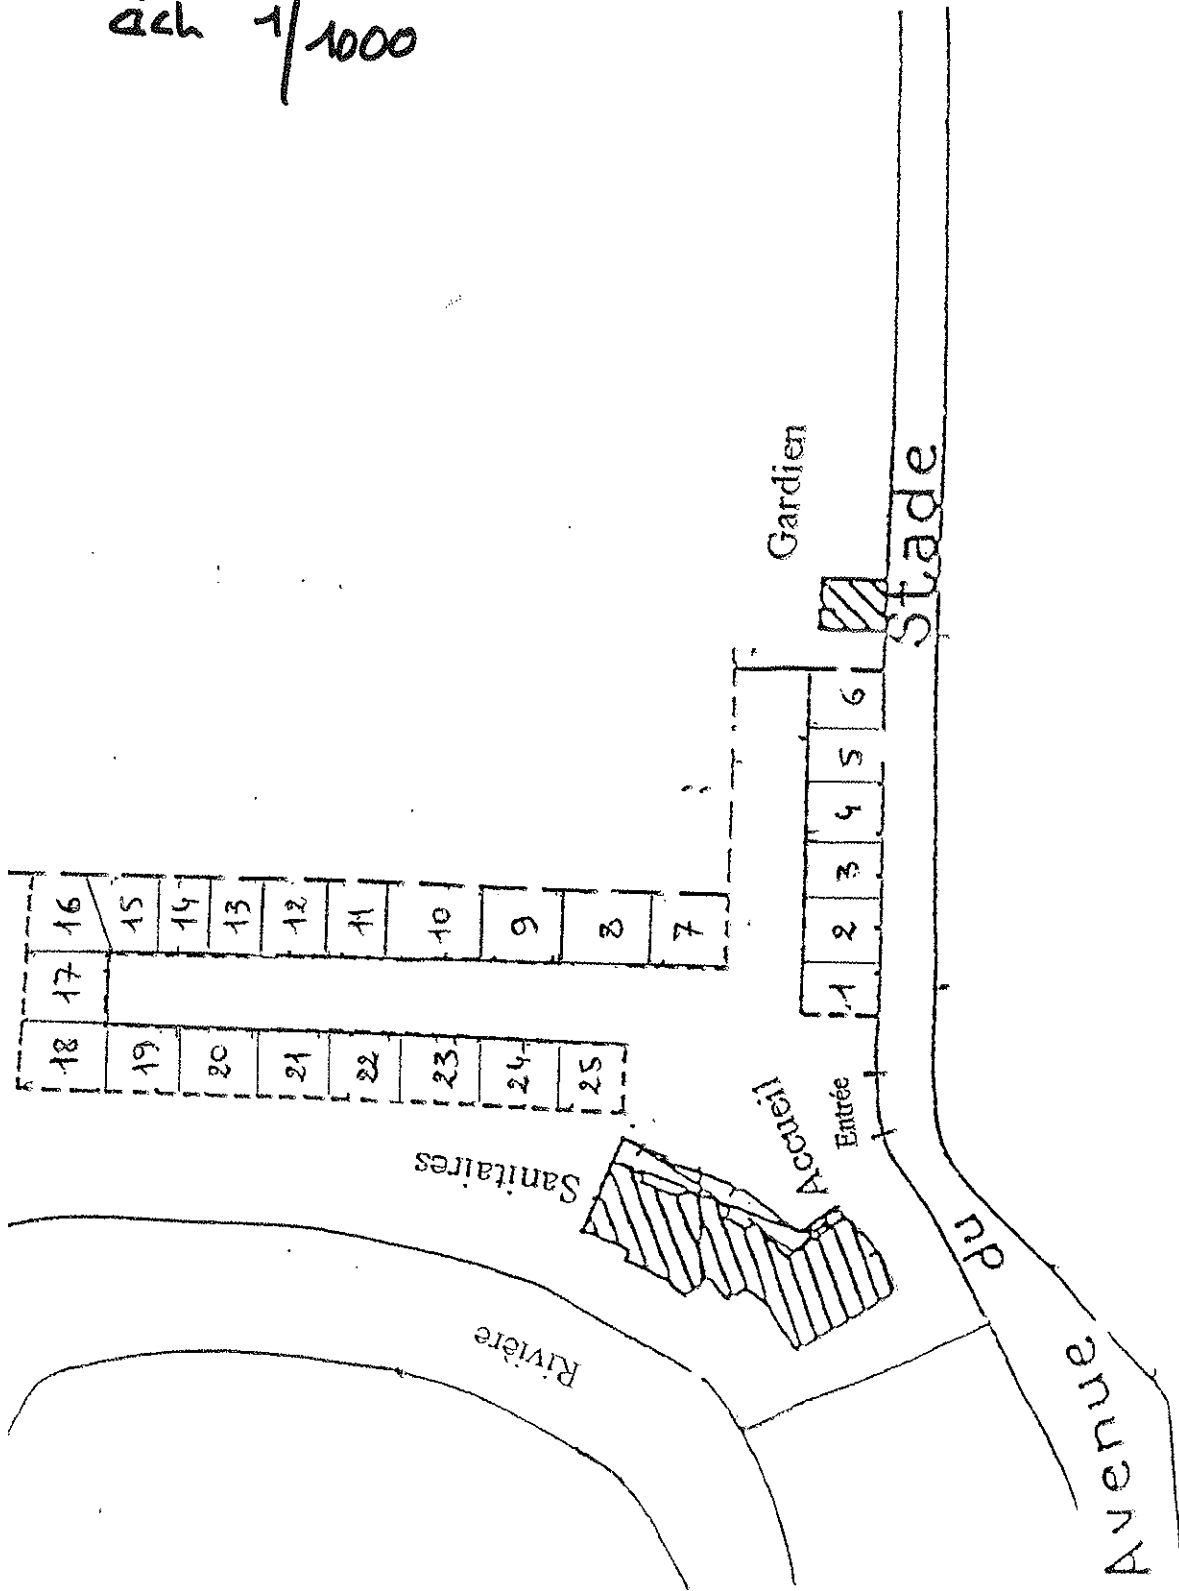 éch 1/1000
Gardien
Avenue du Stade
1 2 3 4 5 6
7 8 9 10 11 12 13 14 15 16
17
18 19 20 21 22 23 24 25
Accueil
Entrée
Sanitaires
Rivière